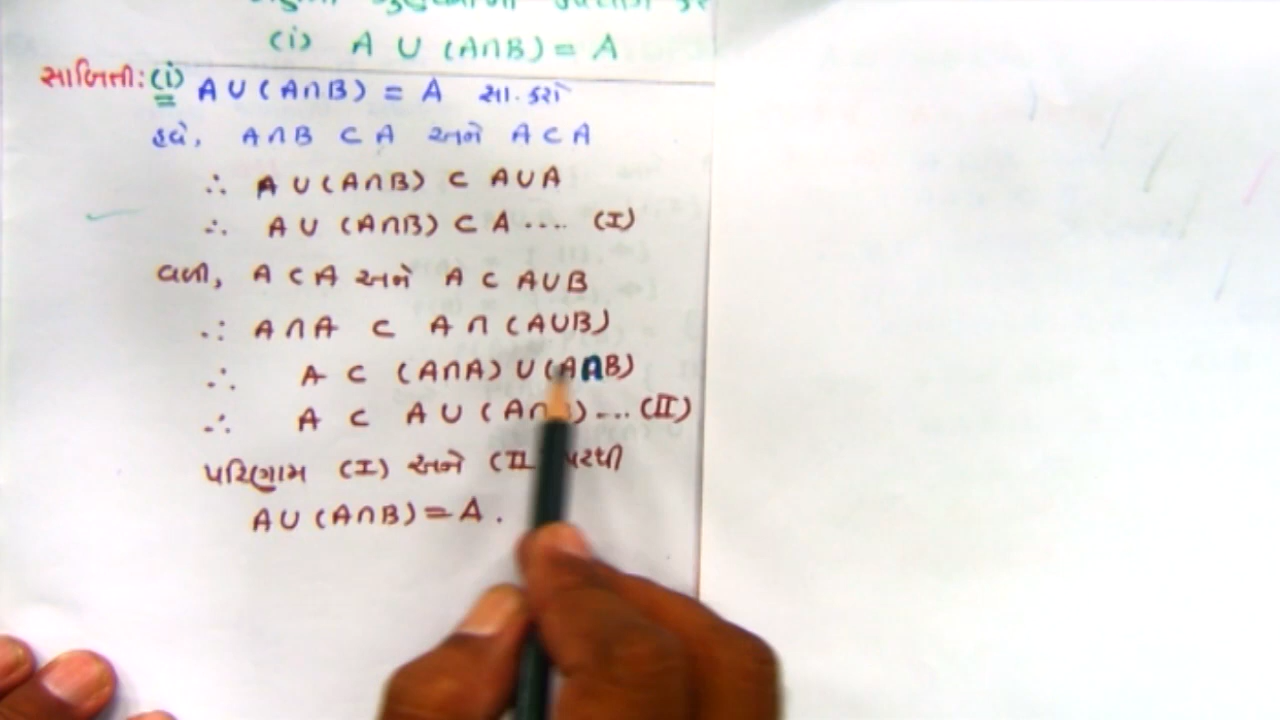 (i) A ∪ (A∩B) = A
સાબિતી: (i) A ∪ (A∩B) = A સા. કરો
હવે, A∩B ⊂ A અને A ⊂ A
∴ A ∪ (A∩B) ⊂ A∪A
∴ A ∪ (A∩B) ⊂ A .... (I)
વળી, A ⊂ A અને A ⊂ A∪B
∴ A∩A ⊂ A ∩ (A∪B)
∴ A ⊂ (A∩A) ∪ (A∩B)
∴ A ⊂ A ∪ (A∩ ) ... (II)
પરિણામ (I) અને (II પરથી
A∪ (A∩B) = A.